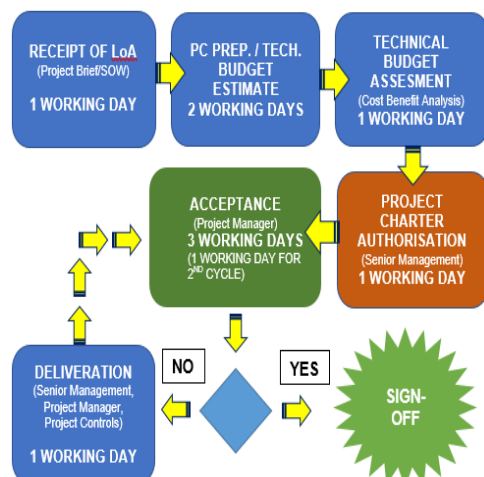 RECEIPT OF LoA
(Project Brief/SOW)
1 WORKING DAY
PC PREP. / TECH.
BUDGET
ESTIMATE
2 WORKING DAYS
TECHNICAL
BUDGET
ASSESMENT
(Cost Benefit Analysis)
1 WORKING DAY
ACCEPTANCE
(Project Manager)
3 WORKING DAYS
(1 WORKING DAY FOR
2ND CYCLE)
PROJECT
CHARTER
AUTHORISATION
(Senior Management)
1 WORKING DAY
DELIVERATION
(Senior Management,
Project Manager,
Project Controls)
1 WORKING DAY
NO
YES
SIGN-
OFF